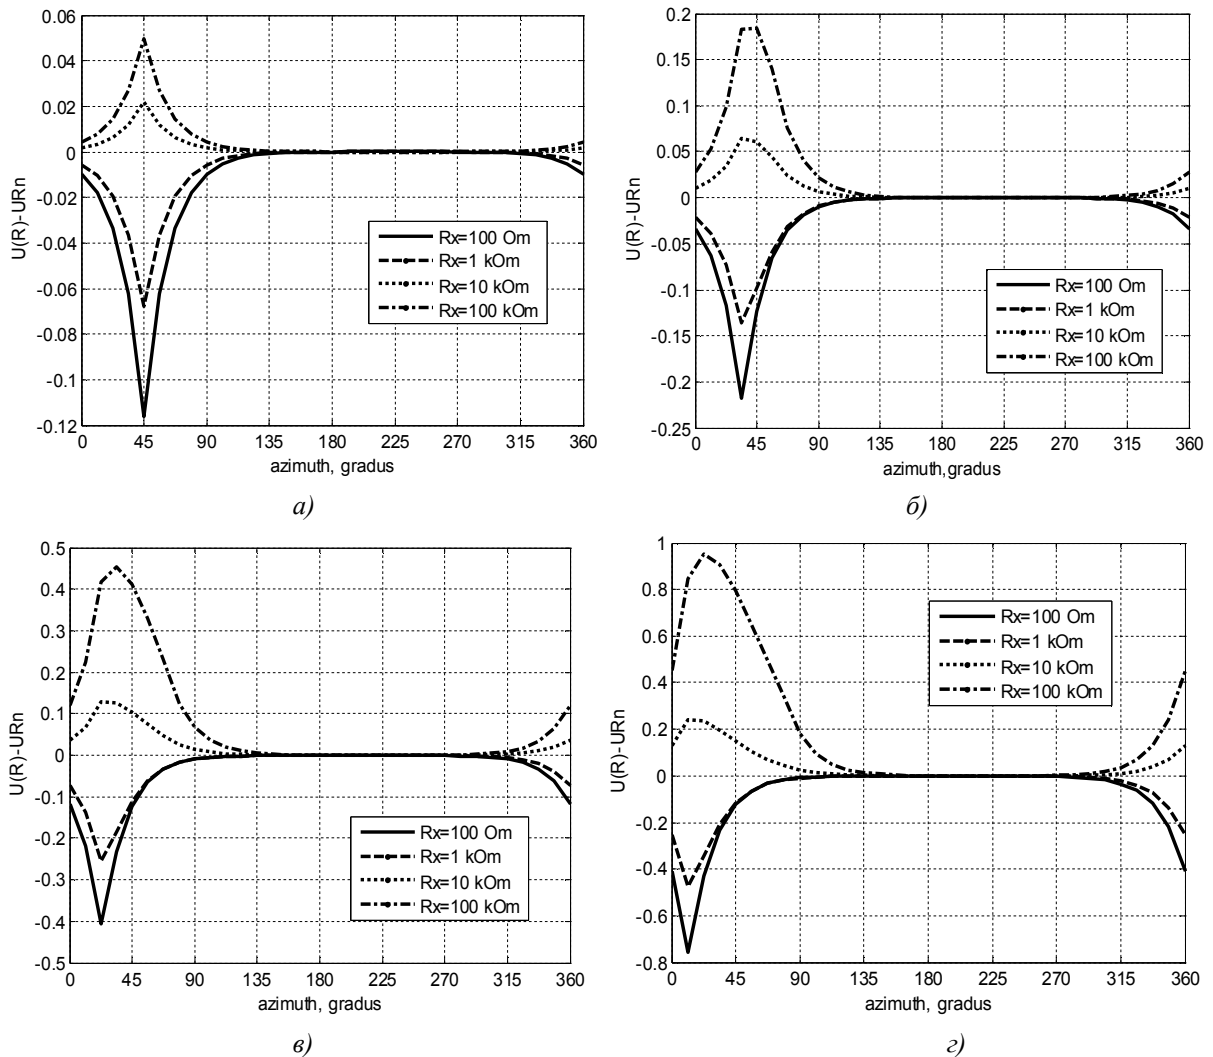 0.06
0.04
0.02
0
-0.02
-0.04
-0.06
-0.08
-0.1
-0.12
U(R)-URn
0 45 90 135 180 225 270 315 360
azimuth, gradus
Rx=100 Om
Rx=1 kOm
Rx=10 kOm
Rx=100 kOm
а)
0.2
0.15
0.1
0.05
0
-0.05
-0.1
-0.15
-0.2
-0.25
U(R)-URn
0 45 90 135 180 225 270 315 360
azimuth,gradus
Rx=100 Om
Rx=1 kOm
Rx=10 kOm
Rx=100 kOm
б)
0.5
0.4
0.3
0.2
0.1
0
-0.1
-0.2
-0.3
-0.4
-0.5
U(R)-URn
0 45 90 135 180 225 270 315 360
azimuth, gradus
Rx=100 Om
Rx=1 kOm
Rx=10 kOm
Rx=100 kOm
в)
1
0.8
0.6
0.4
0.2
0
-0.2
-0.4
-0.6
-0.8
U(R)-URn
0 45 90 135 180 225 270 315 360
azimuth, gradus
Rx=100 Om
Rx=1 kOm
Rx=10 kOm
Rx=100 kOm
г)